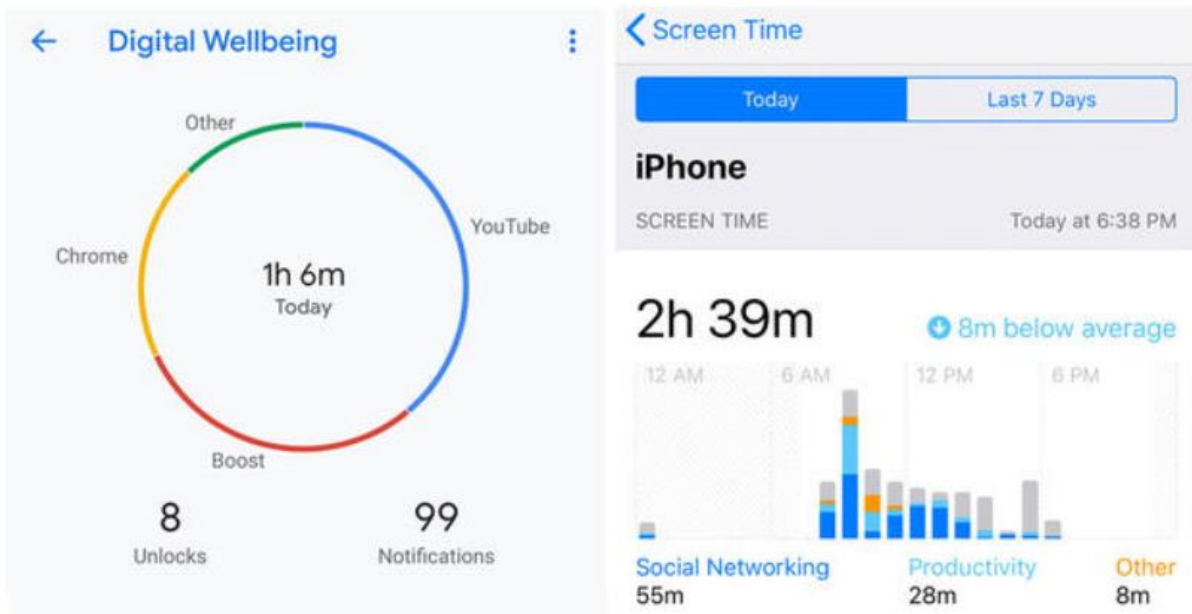 Digital Wellbeing
Other
YouTube
Chrome
1h 6m
Today
Boost
8
99
Unlocks
Notifications
Screen Time
Today
Last 7 Days
iPhone
SCREEN TIME
Today at 6:38 PM
2h 39m
8m below average
12 AM
6 AM
12 PM
6 PM
Social Networking
Productivity
Other
55m
28m
8m